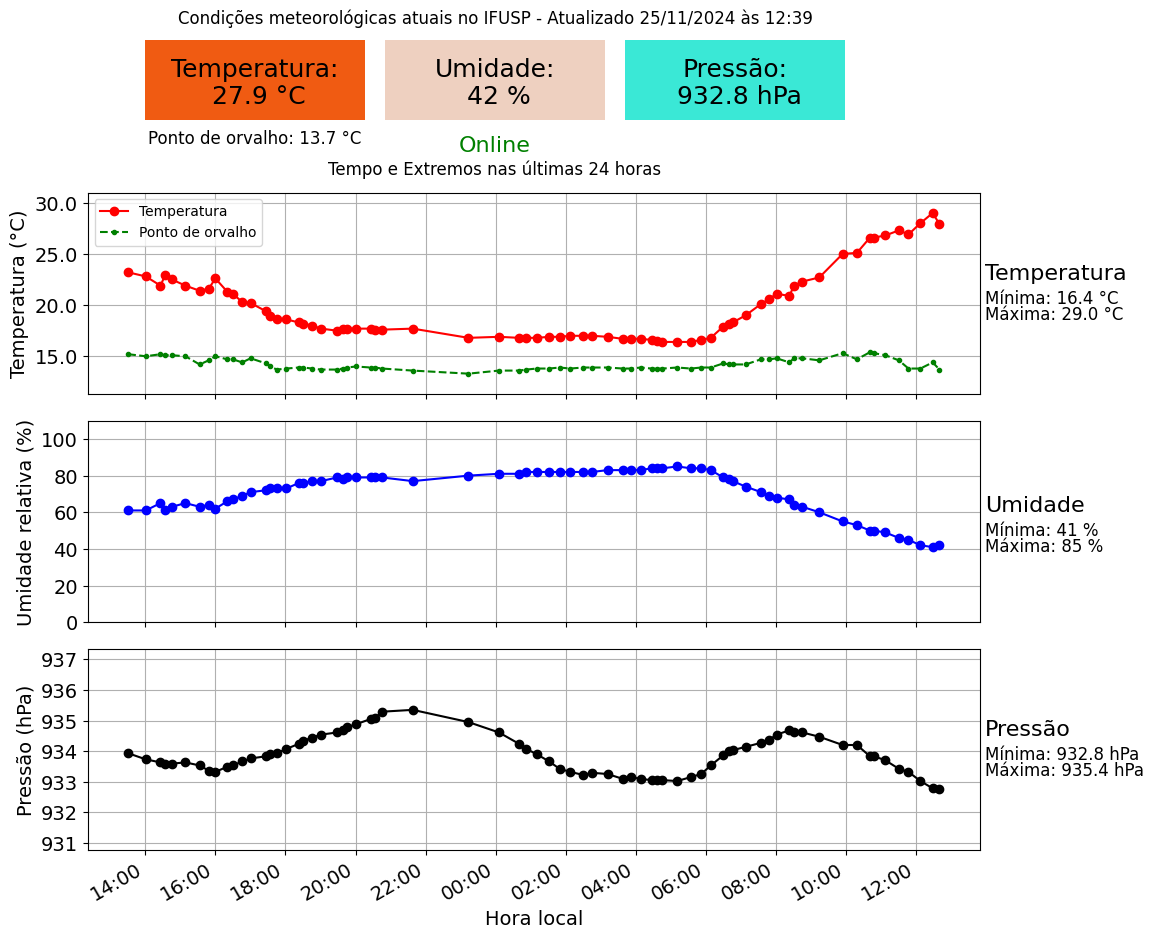 Condições meteorológicas atuais no IFUSP - Atualizado 25/11/2024 às 12:39
Temperatura:
27.9 °C
Umidade:
42 %
Pressão:
932.8 hPa
Ponto de orvalho: 13.7 °C
Online
Tempo e Extremos nas últimas 24 horas
Temperatura (°C)
30.0
25.0
20.0
15.0
Temperatura
Ponto de orvalho
Temperatura
Mínima: 16.4 °C
Máxima: 29.0 °C
Umidade relativa (%)
100
80
60
40
20
0
Umidade
Mínima: 41 %
Máxima: 85 %
Pressão (hPa)
937
936
935
934
933
932
931
Pressão
Mínima: 932.8 hPa
Máxima: 935.4 hPa
14:00 16:00 18:00 20:00 22:00 00:00 02:00 04:00 06:00 08:00 10:00 12:00
Hora local